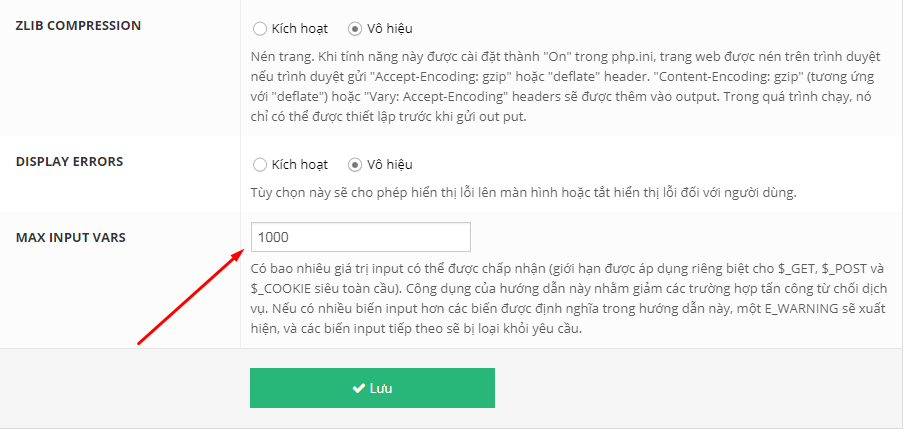 ZLIB COMPRESSION
Kích hoạt Vô hiệu
Nén trang. Khi tính năng này được cài đặt thành "On" trong php.ini, trang web được nén trên trình duyệt
nếu trình duyệt gửi "Accept-Encoding: gzip" hoặc "deflate" header. "Content-Encoding: gzip" (tương ứng
với "deflate") hoặc "Vary: Accept-Encoding" headers sẽ được thêm vào output. Trong quá trình chạy, nó
chỉ có thể được thiết lập trước khi gửi out put.
DISPLAY ERRORS
Kích hoạt Vô hiệu
Tùy chọn này sẽ cho phép hiển thị lỗi lên màn hình hoặc tắt hiển thị lỗi đối với người dùng.
MAX INPUT VARS
1000
Có bao nhiêu giá trị input có thể được chấp nhận (giới hạn được áp dụng riêng biệt cho $_GET, $_POST và
$_COOKIE siêu toàn cầu). Công dụng của hướng dẫn này nhằm giảm các trường hợp tấn công từ chối dịch
vụ. Nếu có nhiều biến input hơn các biến được định nghĩa trong hướng dẫn này, một E_WARNING sẽ xuất
hiện, và các biến input tiếp theo sẽ bị loại khỏi yêu cầu.
Lưu